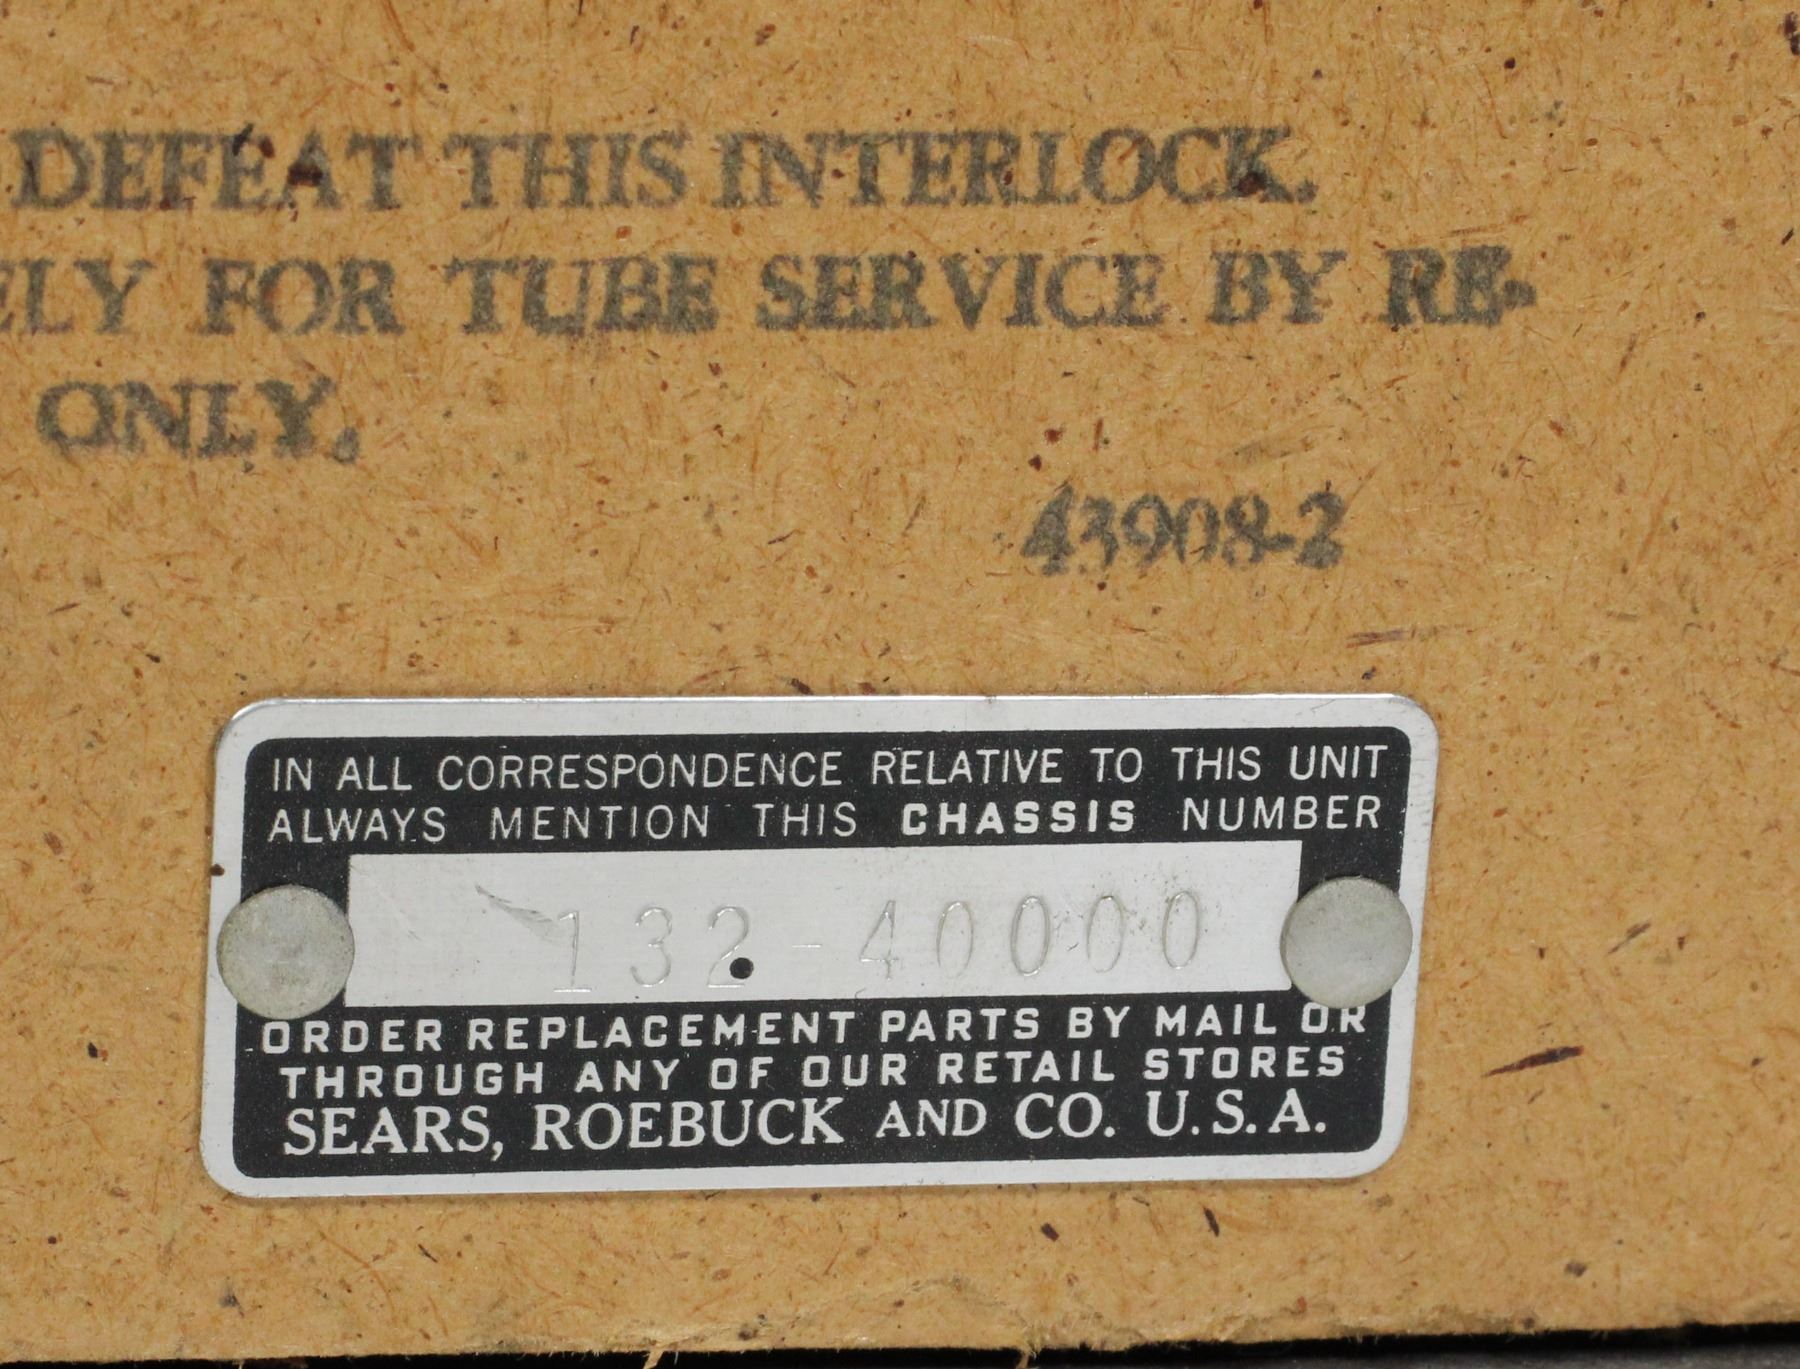 DEFEAT THIS INTERLOCK.
ELY FOR TUBE SERVICE BY RE-
ONLY.
43908-2
IN ALL CORRESPONDENCE RELATIVE TO THIS UNIT
ALWAYS MENTION THIS CHASSIS NUMBER
132-40000
ORDER REPLACEMENT PARTS BY MAIL OR
THROUGH ANY OF OUR RETAIL STORES
SEARS, ROEBUCK AND CO. U.S.A.